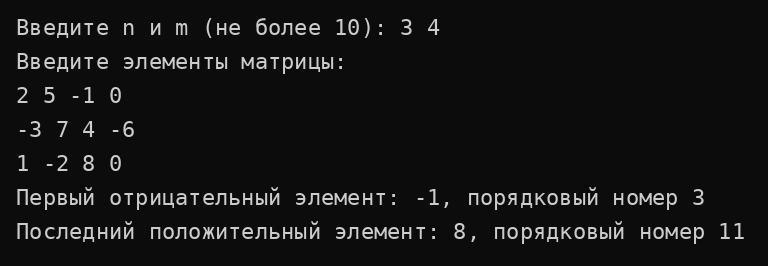 Введите n и m (не более 10): 3 4
Введите элементы матрицы:
2 5 -1 0
-3 7 4 -6
1 -2 8 0
Первый отрицательный элемент: -1, порядковый номер 3
Последний положительный элемент: 8, порядковый номер 11